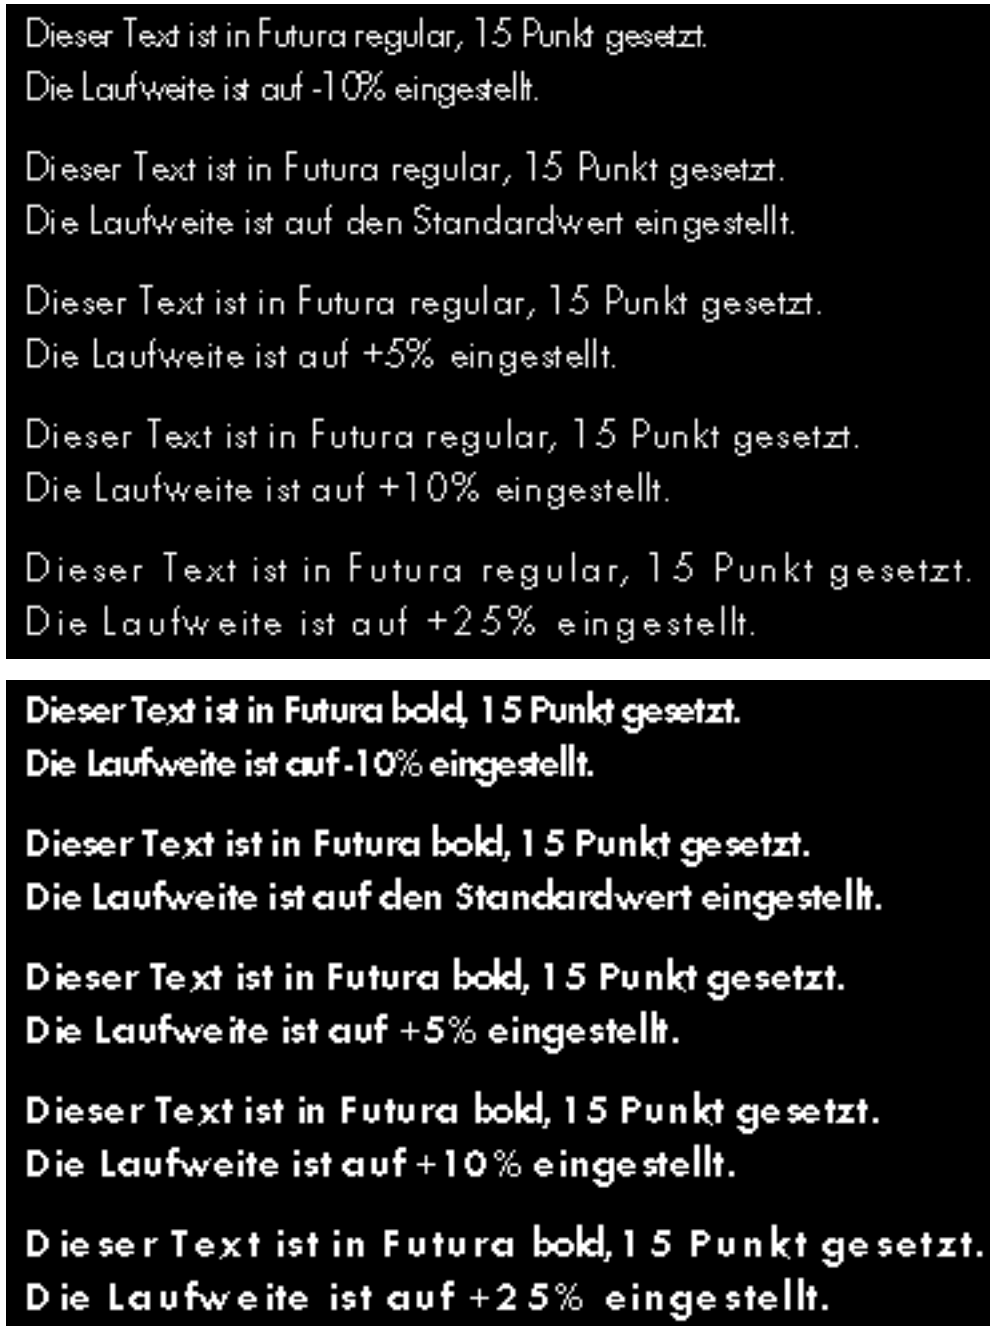 Dieser Text ist in Futura regular, 15 Punkt gesetzt.
Die Laufweite ist auf -10% eingestellt.
Dieser Text ist in Futura regular, 15 Punkt gesetzt.
Die Laufweite ist auf den Standardwert eingestellt.
Dieser Text ist in Futura regular, 15 Punkt gesetzt.
Die Laufweite ist auf +5% eingestellt.
Dieser Text ist in Futura regular, 15 Punkt gesetzt.
Die Laufweite ist auf +10% eingestellt.
Dieser Text ist in Futura regular, 15 Punkt gesetzt.
Die Laufweite ist auf +25% eingestellt.
Dieser Text ist in Futura bold, 15 Punkt gesetzt.
Die Laufweite ist auf -10% eingestellt.
Dieser Text ist in Futura bold, 15 Punkt gesetzt.
Die Laufweite ist auf den Standardwert eingestellt.
Dieser Text ist in Futura bold, 15 Punkt gesetzt.
Die Laufweite ist auf +5% eingestellt.
Dieser Text ist in Futura bold, 15 Punkt gesetzt.
Die Laufweite ist auf +10% eingestellt.
Dieser Text ist in Futura bold, 15 Punkt gesetzt.
Die Laufweite ist auf +25% eingestellt.